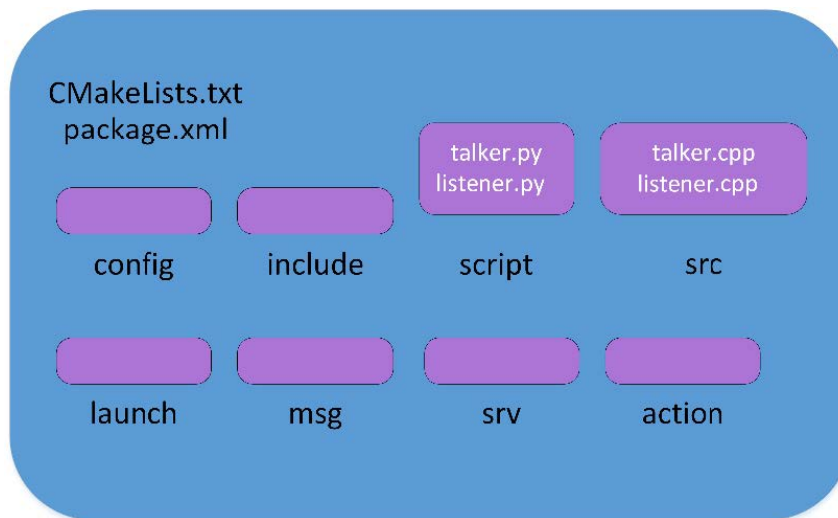 CMakeLists.txt
package.xml
talker.py
listener.py
talker.cpp
listener.cpp
config
include
script
src
launch
msg
srv
action